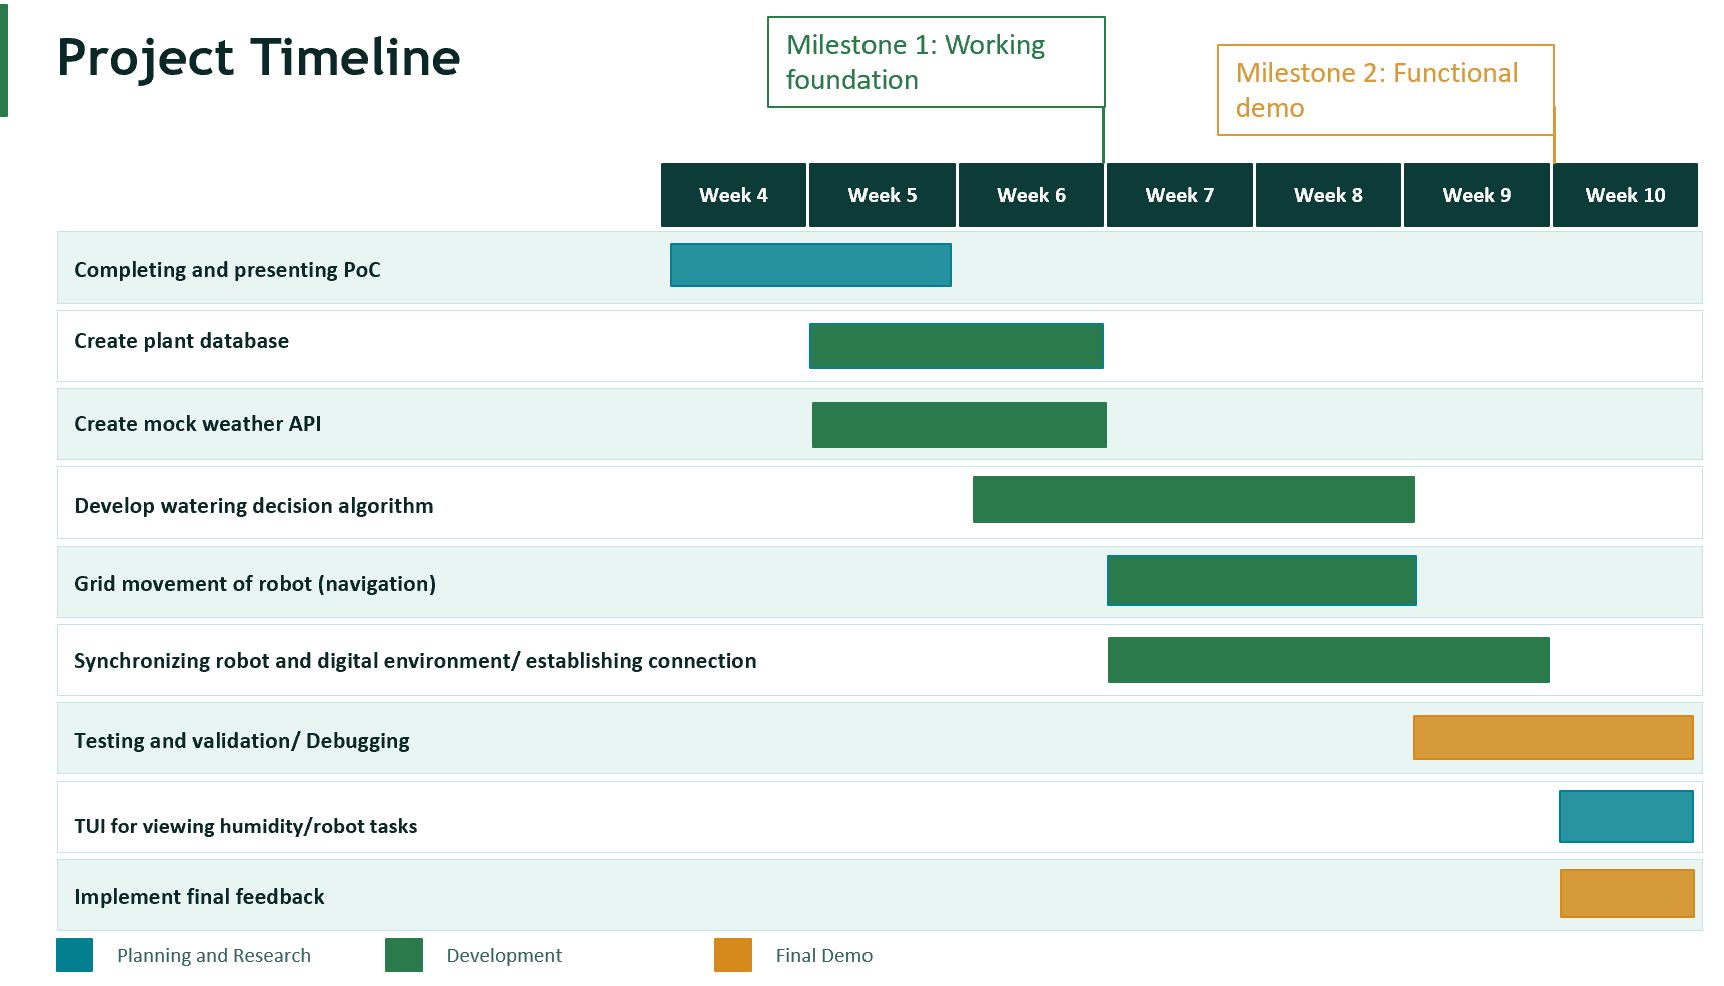 Project Timeline
Milestone 1: Working
foundation
Milestone 2: Functional
demo
Week 4
Week 5
Week 6
Week 7
Week 8
Week 9
Week 10
Completing and presenting PoC
Create plant database
Create mock weather API
Develop watering decision algorithm
Grid movement of robot (navigation)
Synchronizing robot and digital environment/ establishing connection
Testing and validation/ Debugging
TUI for viewing humidity/robot tasks
Implement final feedback
Planning and Research
Development
Final Demo